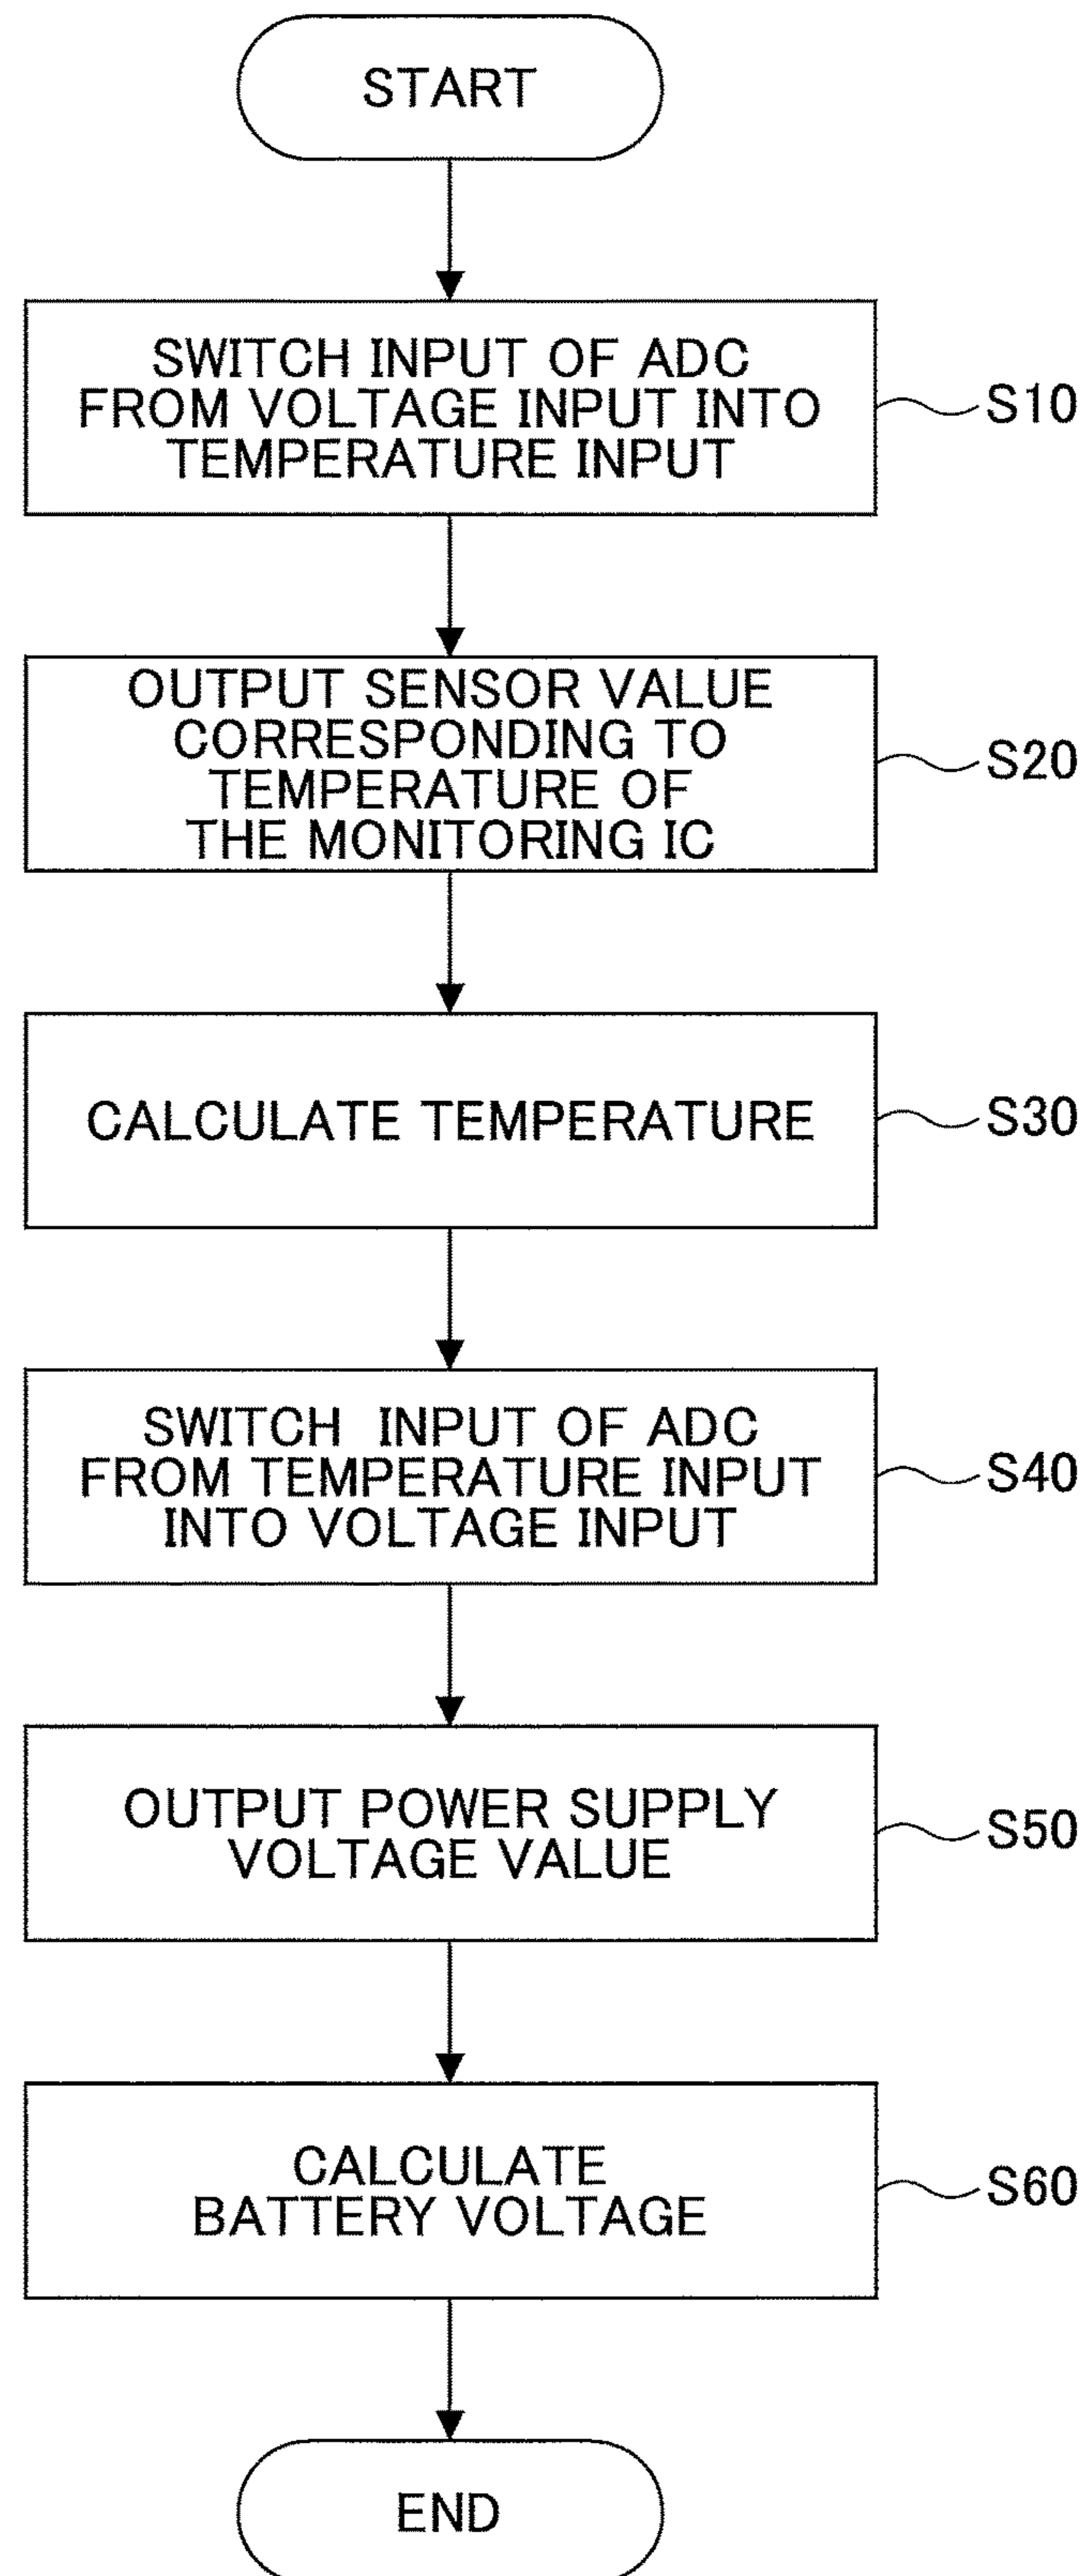 START
SWITCH INPUT OF ADC
FROM VOLTAGE INPUT INTO
TEMPERATURE INPUT
S10
OUTPUT SENSOR VALUE
CORRESPONDING TO
TEMPERATURE OF
THE MONITORING IC
S20
CALCULATE TEMPERATURE
S30
SWITCH INPUT OF ADC
FROM TEMPERATURE INPUT
INTO VOLTAGE INPUT
S40
OUTPUT POWER SUPPLY
VOLTAGE VALUE
S50
CALCULATE
BATTERY VOLTAGE
S60
END